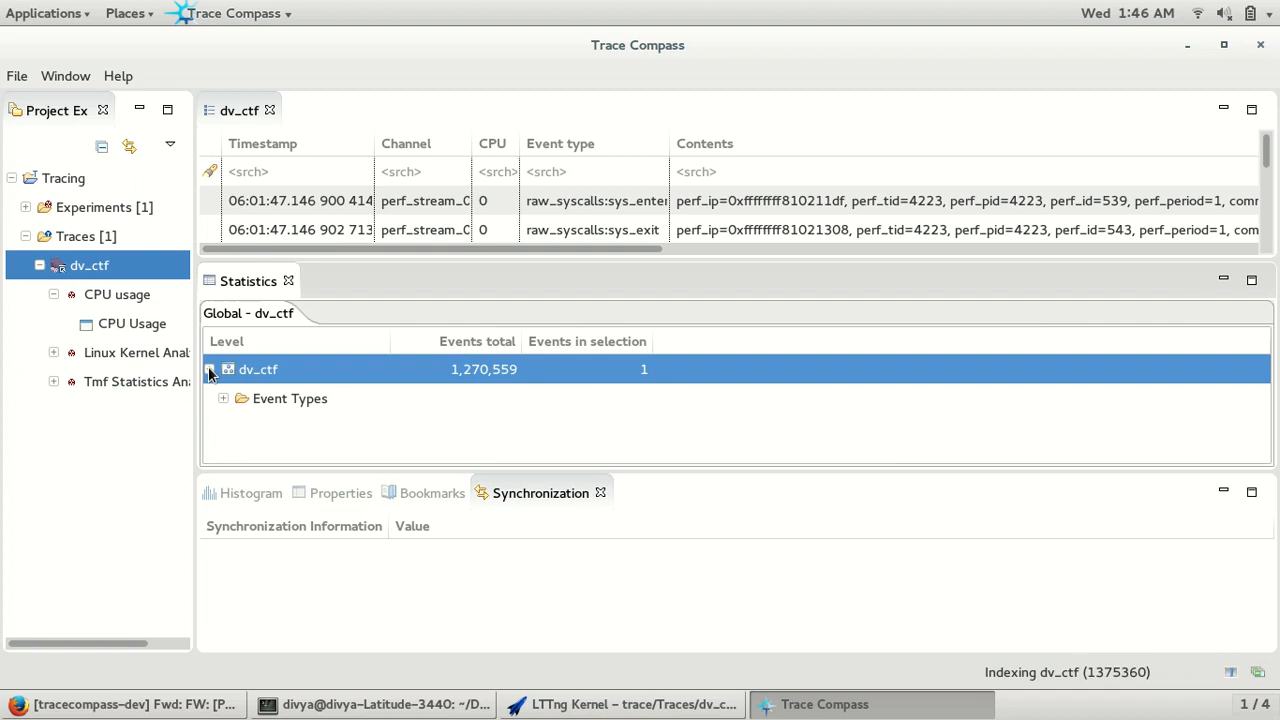 Applications Places Trace Compass Wed 1:46 AM
Trace Compass
File Window Help
Project Ex
dv_ctf
Timestamp Channel CPU Event type Contents
<srch> <srch> <srch> <srch> <srch>
06:01:47.146 900 414 perf_stream_0 0 raw_syscalls:sys_enter perf_ip=0xffffffff810211df, perf_tid=4223, perf_pid=4223, perf_id=539, perf_period=1, comm
06:01:47.146 902 713 perf_stream_0 0 raw_syscalls:sys_exit perf_ip=0xffffffff81021308, perf_tid=4223, perf_pid=4223, perf_id=543, perf_period=1, com
Tracing
Experiments [1]
Traces [1]
dv_ctf
CPU usage
CPU Usage
Linux Kernel Anal
Tmf Statistics Ana
Statistics
Global - dv_ctf
Level Events total Events in selection
dv_ctf 1,270,559 1
Event Types
Histogram Properties Bookmarks Synchronization
Synchronization Information Value
Indexing dv_ctf (1375360)
[tracecompass-dev] Fwd: FW: [P... divya@divya-Latitude-3440: ~/D... LTTng Kernel – trace/Traces/dv_c... Trace Compass 1 / 4